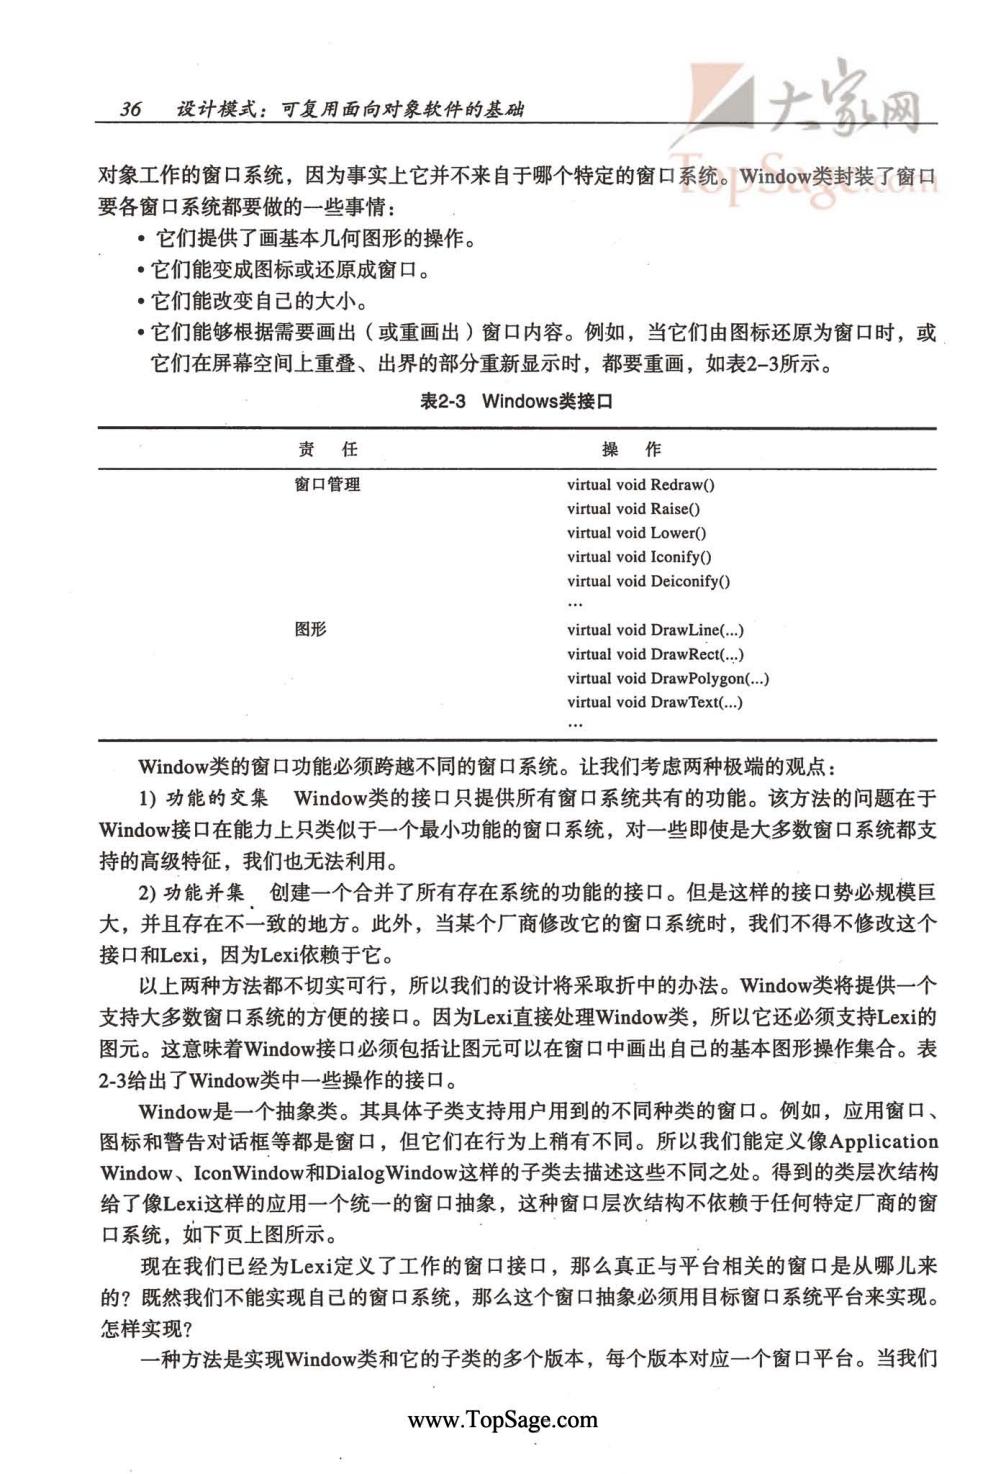 大家网
TopSage.com
36 设计模式：可复用面向对象软件的基础
对象工作的窗口系统，因为事实上它并不来自于哪个特定的窗口系统。Window类封装了窗口
要各窗口系统都要做的一些事情：
• 它们提供了画基本几何图形的操作。
•它们能变成图标或还原成窗口。
•它们能改变自己的大小。
•它们能够根据需要画出（或重画出）窗口内容。例如，当它们由图标还原为窗口时，或
它们在屏幕空间上重叠、出界的部分重新显示时，都要重画，如表2-3所示。
表2-3 Windows类接口
责 任 操 作
窗口管理 virtual void Redraw()
virtual void Raise()
virtual void Lower()
virtual void Iconify()
virtual void Deiconify()
…
图形 virtual void DrawLine(...)
virtual void DrawRect(...)
virtual void DrawPolygon(...)
virtual void DrawText(...)
…
Window类的窗口功能必须跨越不同的窗口系统。让我们考虑两种极端的观点：
1) 功能的交集 Window类的接口只提供所有窗口系统共有的功能。该方法的问题在于
Window接口在能力上只类似于一个最小功能的窗口系统，对一些即使是大多数窗口系统都支
持的高级特征，我们也无法利用。
2) 功能并集 创建一个合并了所有存在系统的功能的接口。但是这样的接口势必规模巨
大，并且存在不一致的地方。此外，当某个厂商修改它的窗口系统时，我们不得不修改这个
接口和Lexi，因为Lexi依赖于它。
以上两种方法都不切实可行，所以我们的设计将采取折中的办法。Window类将提供一个
支持大多数窗口系统的方便的接口。因为Lexi直接处理Window类，所以它还必须支持Lexi的
图元。这意味着Window接口必须包括让图元可以在窗口中画出自己的基本图形操作集合。表
2-3给出了Window类中一些操作的接口。
Window是一个抽象类。其具体子类支持用户用到的不同种类的窗口。例如，应用窗口、
图标和警告对话框等都是窗口，但它们在行为上稍有不同。所以我们能定义像Application
Window、IconWindow和DialogWindow这样的子类去描述这些不同之处。得到的类层次结构
给了像Lexi这样的应用一个统一的窗口抽象，这种窗口层次结构不依赖于任何特定厂商的窗
口系统，如下页上图所示。
现在我们已经为Lexi定义了工作的窗口接口，那么真正与平台相关的窗口是从哪儿来
的？既然我们不能实现自己的窗口系统，那么这个窗口抽象必须用目标窗口系统平台来实现。
怎样实现？
一种方法是实现Window类和它的子类的多个版本，每个版本对应一个窗口平台。当我们
www.TopSage.com